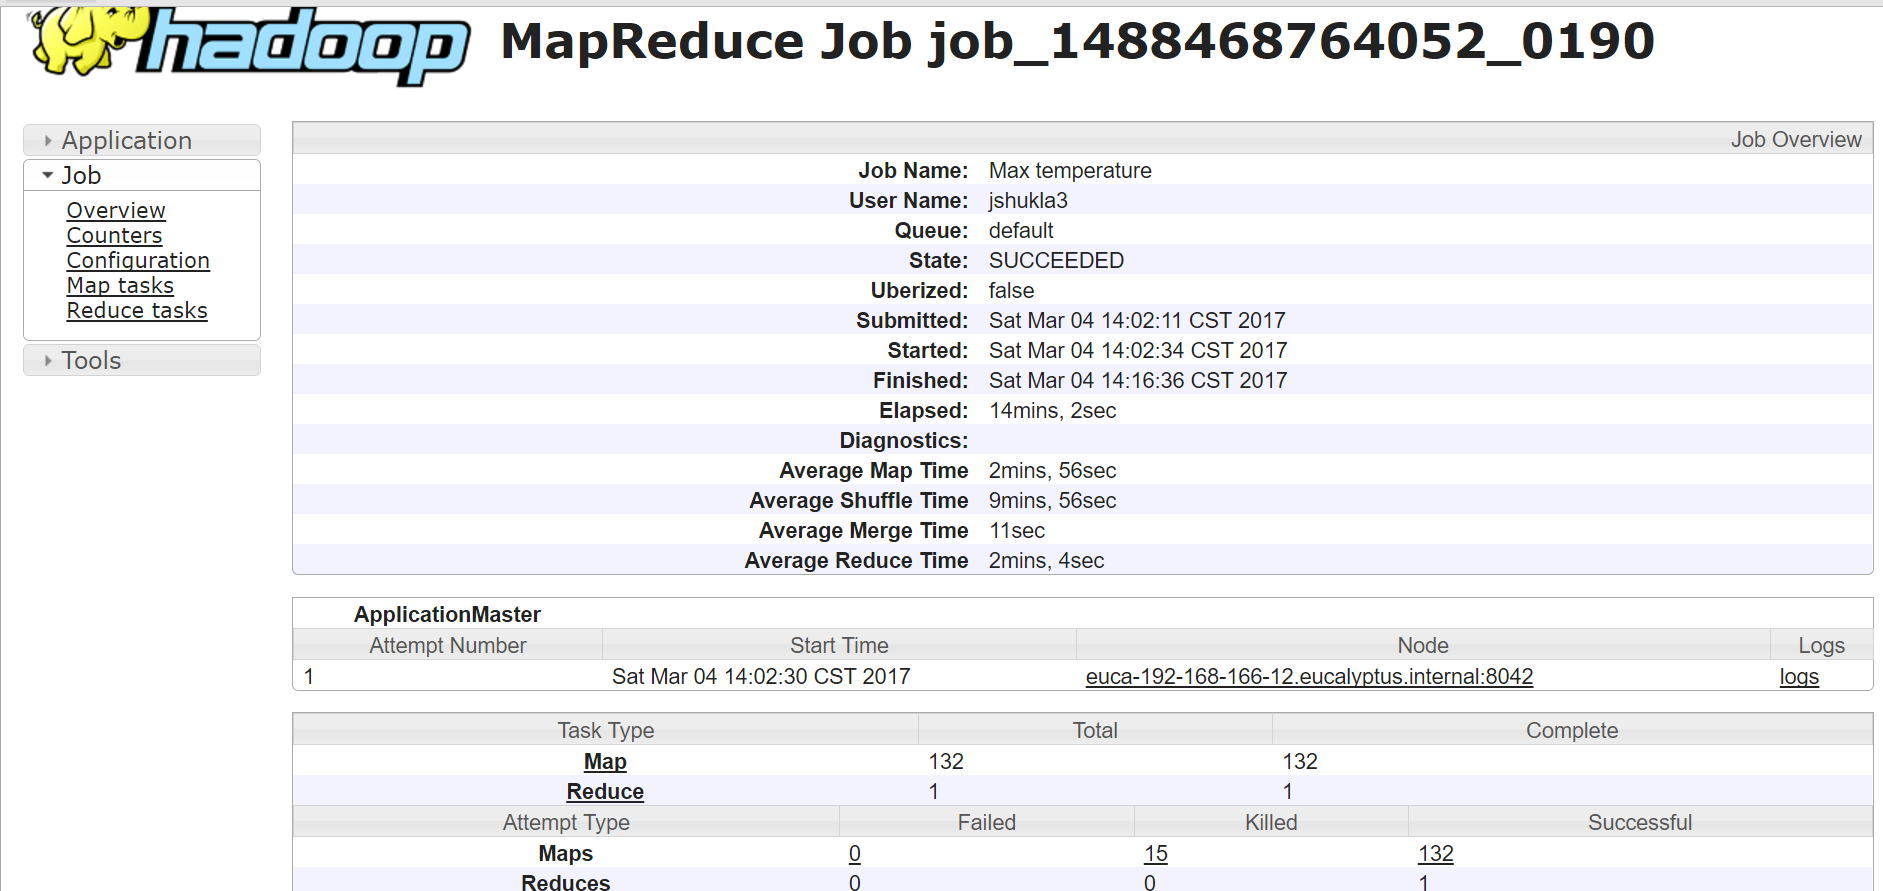 hadoop
MapReduce Job job_1488468764052_0190
Application
Job
Overview
Counters
Configuration
Map tasks
Reduce tasks
Tools
Job Overview
Job Name: Max temperature
User Name: jshukla3
Queue: default
State: SUCCEEDED
Uberized: false
Submitted: Sat Mar 04 14:02:11 CST 2017
Started: Sat Mar 04 14:02:34 CST 2017
Finished: Sat Mar 04 14:16:36 CST 2017
Elapsed: 14mins, 2sec
Diagnostics:
Average Map Time 2mins, 56sec
Average Shuffle Time 9mins, 56sec
Average Merge Time 11sec
Average Reduce Time 2mins, 4sec
ApplicationMaster
Attempt Number Start Time Node Logs
1 Sat Mar 04 14:02:30 CST 2017 euca-192-168-166-12.eucalyptus.internal:8042 logs
Task Type Total Complete
Map 132 132
Reduce 1 1
Attempt Type Failed Killed Successful
Maps 0 15 132
Reduces 0 0 1